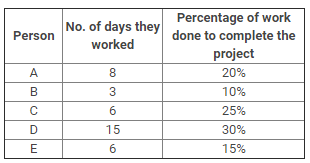 Person No. of days they worked Percentage of work done to complete the project
A 8 20%
B 3 10%
C 6 25%
D 15 30%
E 6 15%